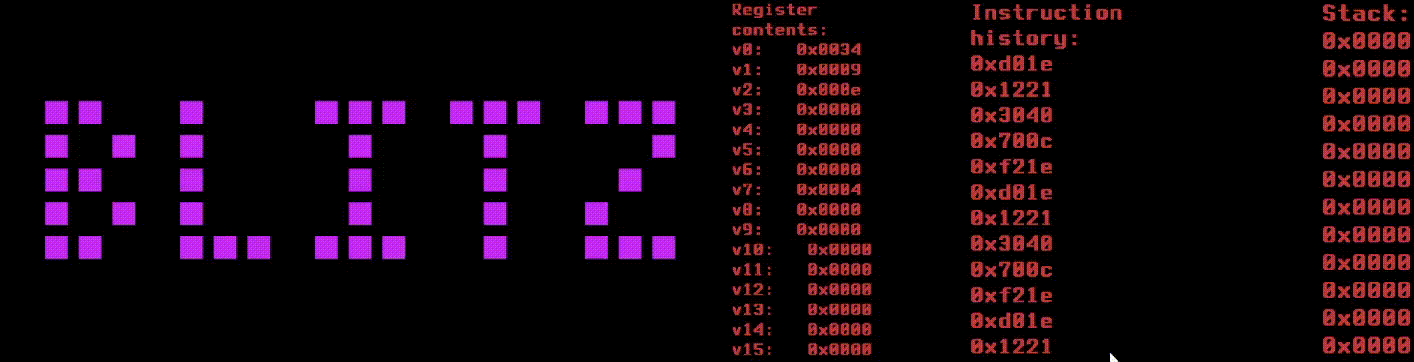 BLITZ
Register
contents:
v0: 0x0034
v1: 0x0009
v2: 0x000e
v3: 0x0000
v4: 0x0000
v5: 0x0000
v6: 0x0000
v7: 0x0004
v8: 0x0000
v9: 0x0000
v10: 0x0000
v11: 0x0000
v12: 0x0000
v13: 0x0000
v14: 0x0000
v15: 0x0000
Instruction
history:
0xd01e
0x1221
0x3040
0x700c
0xf21e
0xd01e
0x1221
0x3040
0x700c
0xf21e
0xd01e
0x1221
Stack:
0x0000
0x0000
0x0000
0x0000
0x0000
0x0000
0x0000
0x0000
0x0000
0x0000
0x0000
0x0000